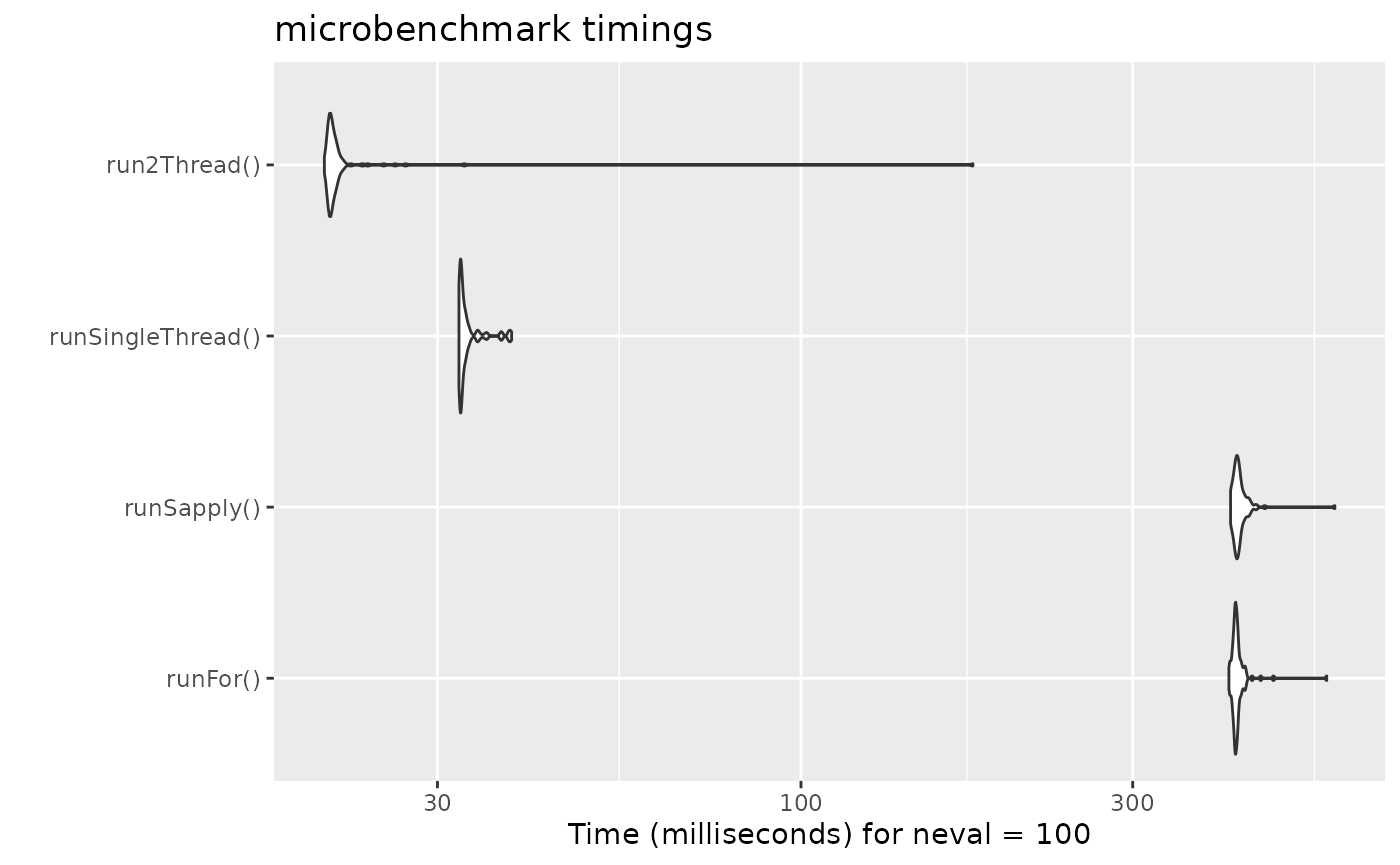 microbenchmark timings
run2Thread()
runSingleThread()
runSapply()
runFor()
30 100 300
Time (milliseconds) for neval = 100